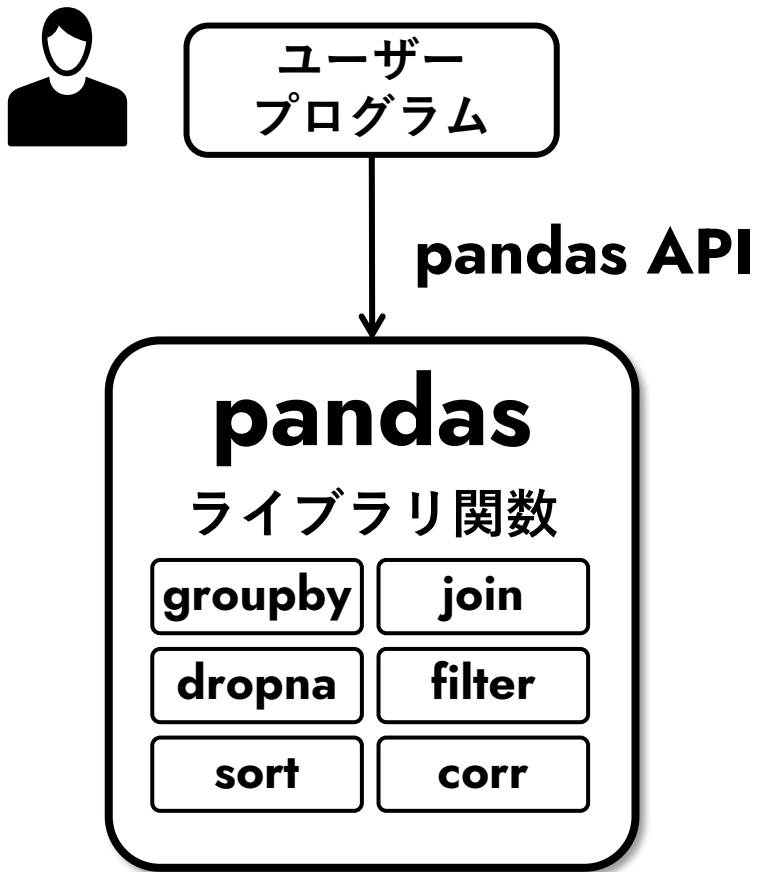 ユーザー
プログラム
pandas API
pandas
ライブラリ関数
groupby join
dropna filter
sort corr